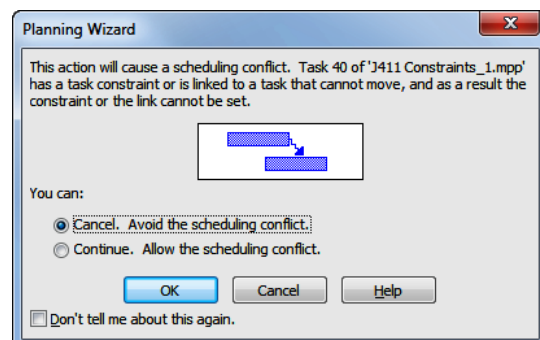 Planning Wizard
This action will cause a scheduling conflict. Task 40 of 'J411 Constraints_1.mpp'
has a task constraint or is linked to a task that cannot move, and as a result the
constraint or the link cannot be set.
You can:
Cancel. Avoid the scheduling conflict.
Continue. Allow the scheduling conflict.
OK Cancel Help
Don't tell me about this again.